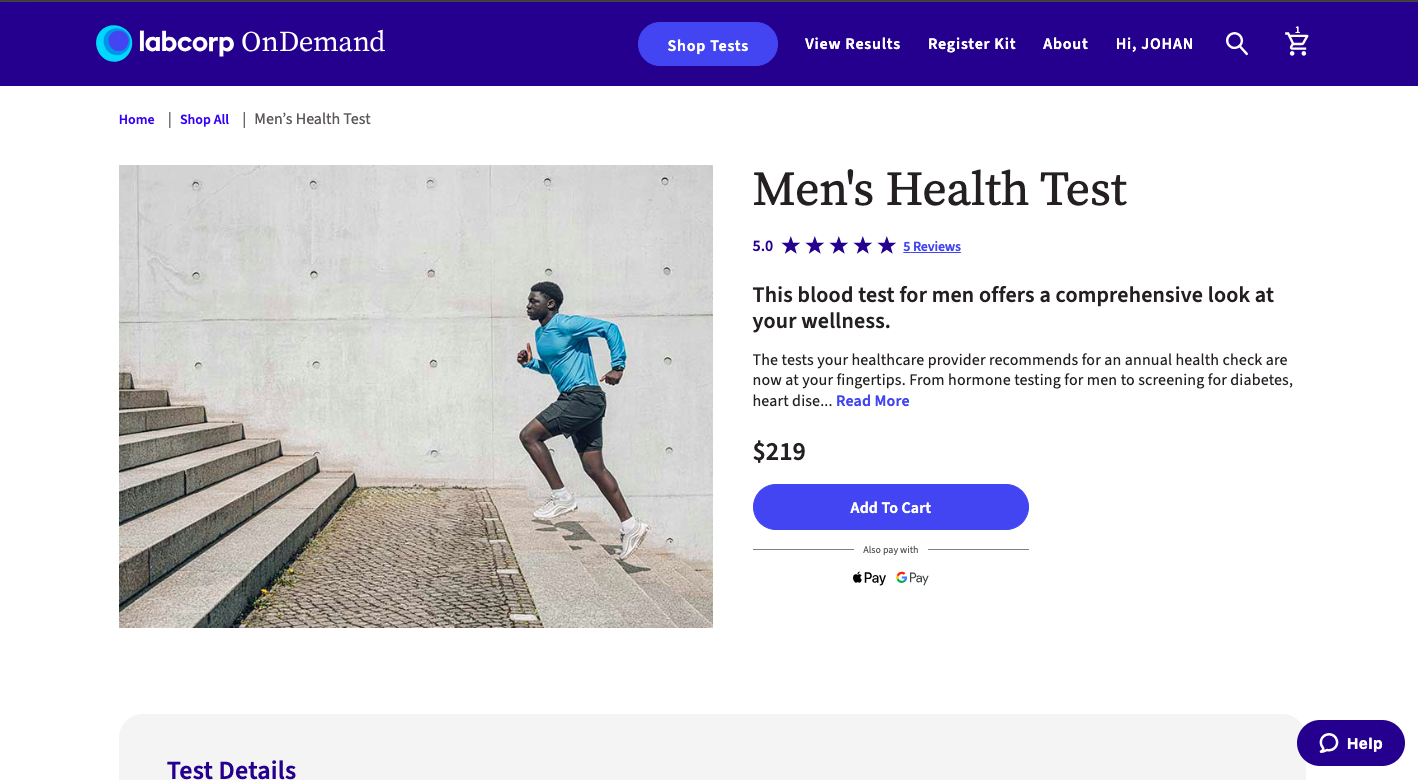 labcorp OnDemand
Shop Tests
View Results
Register Kit
About
Hi, JOHAN
1
Home | Shop All | Men’s Health Test
Men's Health Test
5.0 ★★★★★ 5 Reviews
This blood test for men offers a comprehensive look at
your wellness.
The tests your healthcare provider recommends for an annual health check are
now at your fingertips. From hormone testing for men to screening for diabetes,
heart dise... Read More
$219
Add To Cart
Also pay with
Pay G Pay
Test Details
Help